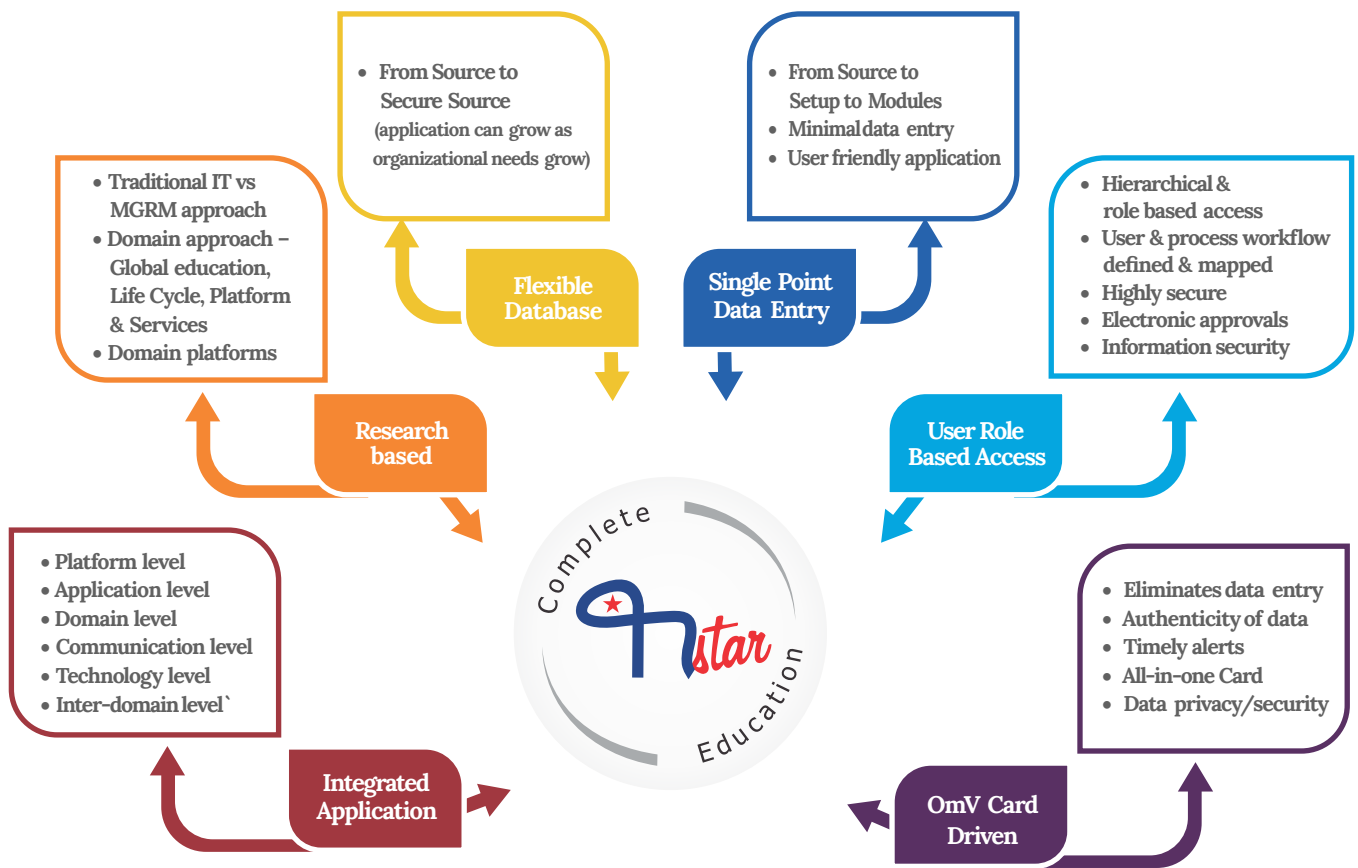 • From Source to
Secure Source
(application can grow as
organizational needs grow)
Flexible
Database
• From Source to
Setup to Modules
• Minimal data entry
• User friendly application
Single Point
Data Entry
• Traditional IT vs
MGRM approach
• Domain approach –
Global education,
Life Cycle, Platform
& Services
• Domain platforms
Research
based
• Hierarchical &
role based access
• User & process workflow
defined & mapped
• Highly secure
• Electronic approvals
• Information security
User Role
Based Access
• Platform level
• Application level
• Domain level
• Communication level
• Technology level
• Inter-domain level`
Integrated
Application
Complete
star
Education
• Eliminates data entry
• Authenticity of data
• Timely alerts
• All-in-one Card
• Data privacy/security
OmV Card
Driven